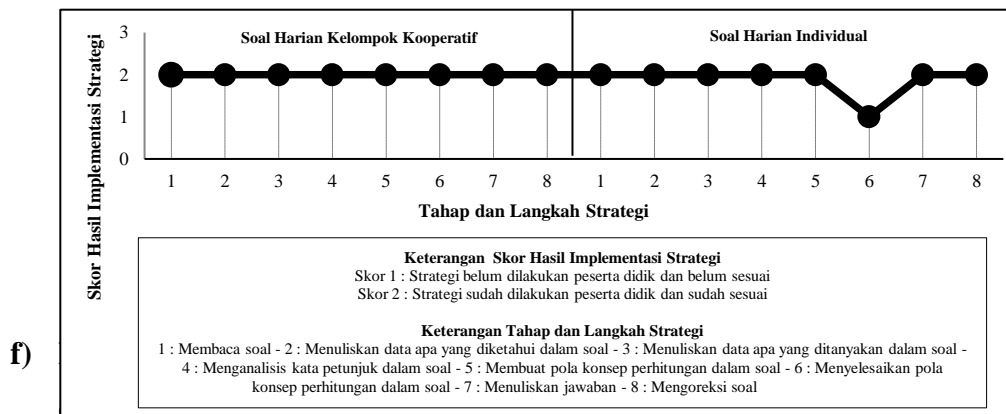 Soal Harian Kelompok Kooperatif
Soal Harian Individual
Skor Hasil Implementasi Strategi
3
2
1
0
1 2 3 4 5 6 7 8 1 2 3 4 5 6 7 8
Tahap dan Langkah Strategi
Keterangan Skor Hasil Implementasi Strategi
Skor 1 : Strategi belum dilakukan peserta didik dan belum sesuai
Skor 2 : Strategi sudah dilakukan peserta didik dan sudah sesuai
Keterangan Tahap dan Langkah Strategi
1 : Membaca soal - 2 : Menuliskan data apa yang diketahui dalam soal - 3 : Menuliskan data apa yang ditanyakan dalam soal -
4 : Menganalisis kata petunjuk dalam soal - 5 : Membuat pola konsep perhitungan dalam soal - 6 : Menyelesaikan pola
konsep perhitungan dalam soal - 7 : Menuliskan jawaban - 8 : Mengoreksi soal
f)